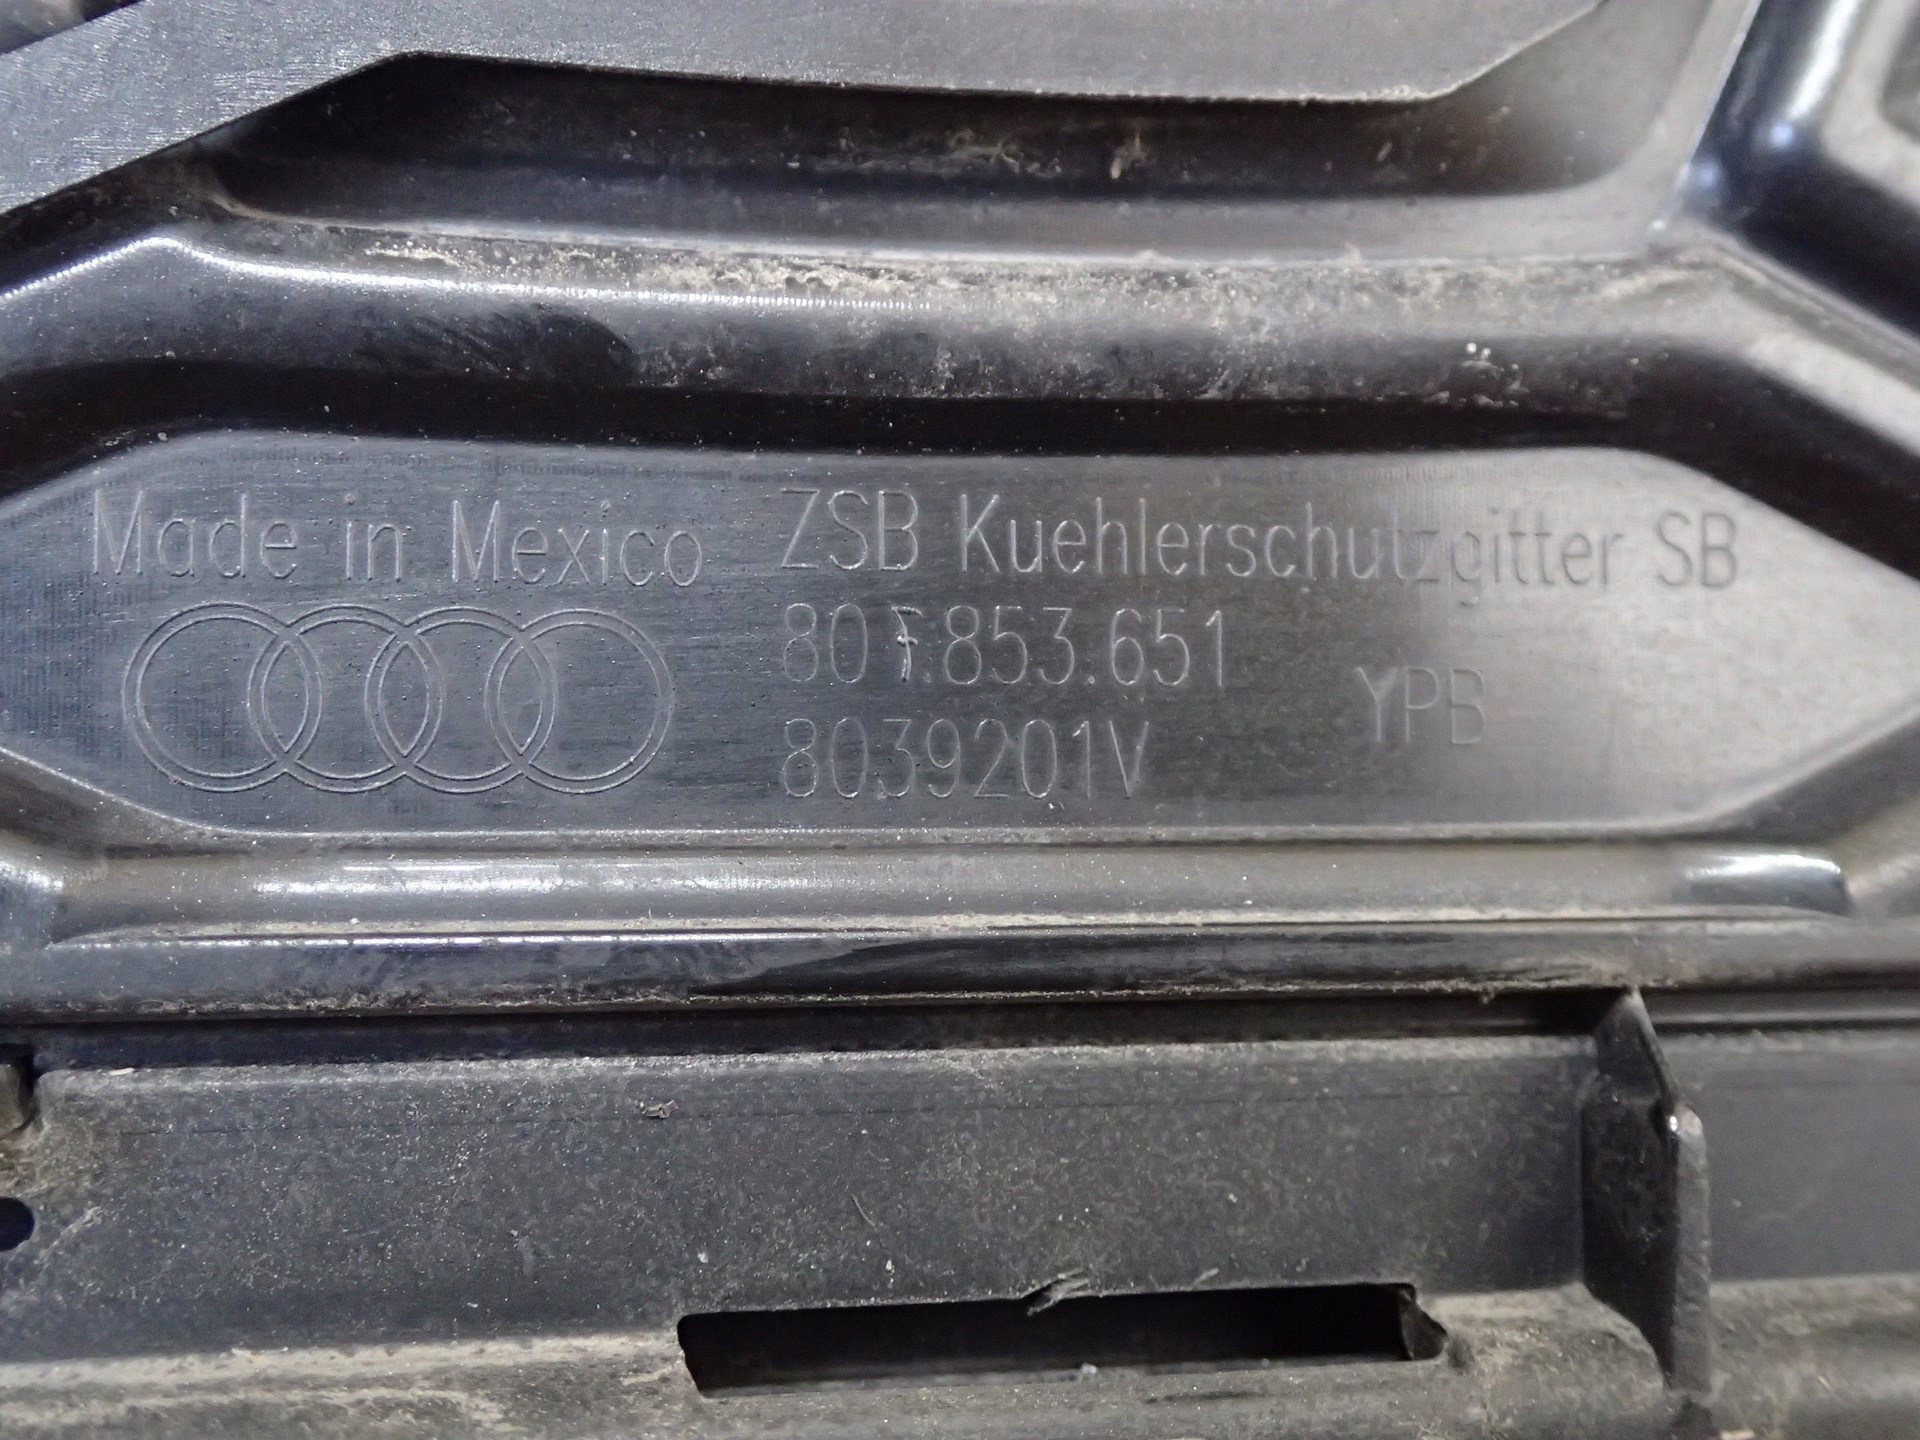 Made in Mexico ZSB Kuehlerschutzgitter SB
80F.853.651
YPB
8039201V